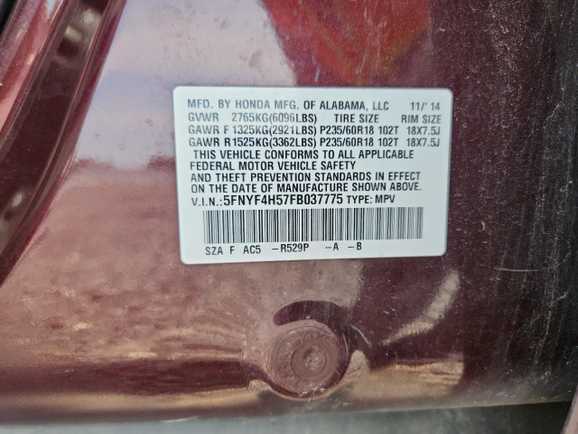 MFD. BY HONDA MFG. OF ALABAMA, LLC 11/'14
GVWR 2765KG(6096LBS) TIRE SIZE RIM SIZE
GAWR F 1325KG(2921LBS) P235/60R18 102T 18X7.5J
GAWR R 1525KG(3362LBS) P235/60R18 102T 18X7.5J
THIS VEHICLE CONFORMS TO ALL APPLICABLE
FEDERAL MOTOR VEHICLE SAFETY
AND THEFT PREVENTION STANDARDS IN EFFECT
ON THE DATE OF MANUFACTURE SHOWN ABOVE.
V.I.N.:5FNYF4H57FB037775 TYPE: MPV
SZA F AC5 -R529P -A -B